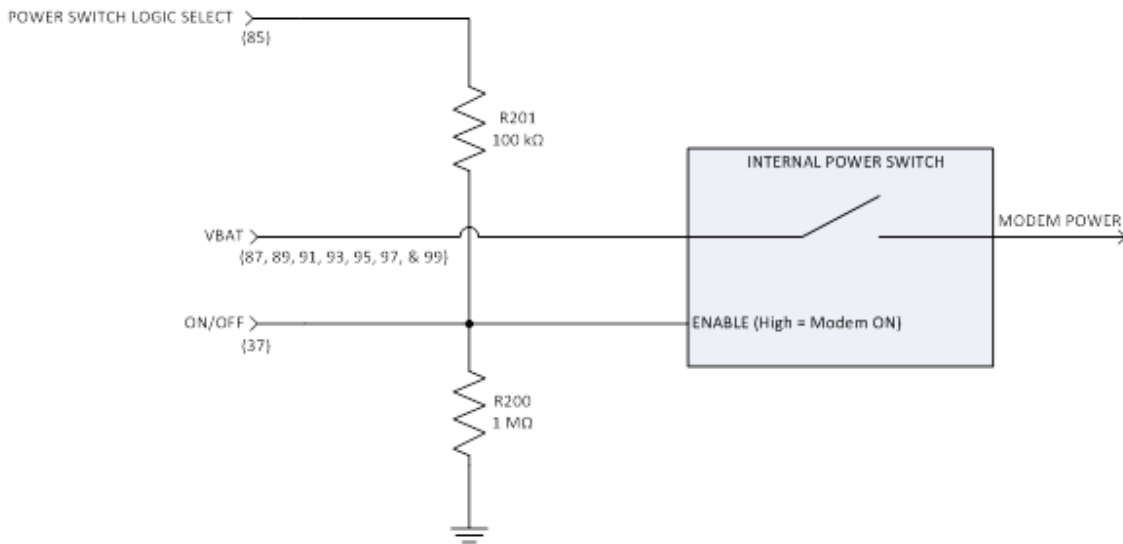 POWER SWITCH LOGIC SELECT
(85)
R201
100 kΩ
INTERNAL POWER SWITCH
VBAT
(87, 89, 91, 93, 95, 97, & 99)
MODEM POWER
ON/OFF
(37)
ENABLE (High = Modem ON)
R200
1 MΩ